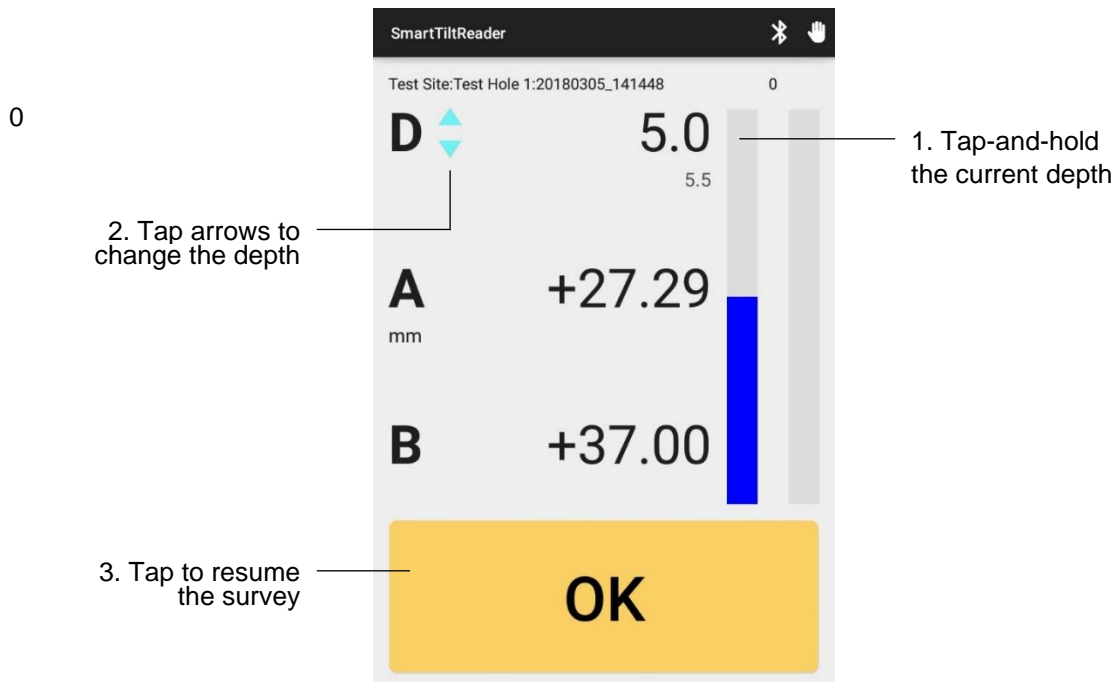 SmartTiltReader
Test Site:Test Hole 1:20180305_141448 0
0
D 5.0
1. Tap-and-hold
the current depth
5.5
2. Tap arrows to
change the depth
A +27.29
mm
B +37.00
3. Tap to resume
the survey
OK